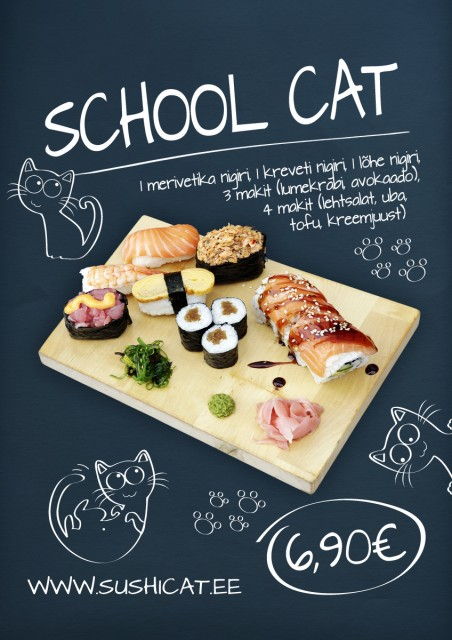 SCHOOL CAT
1 merivetika nigiri, 1 kreveti nigiri, 1 lõhe nigiri,
3 makit (lumekrabi, avokaado),
4 makit (lehtsalat, uba,
tofu, kreemjuust)
6,90€
WWW.SUSHICAT.EE